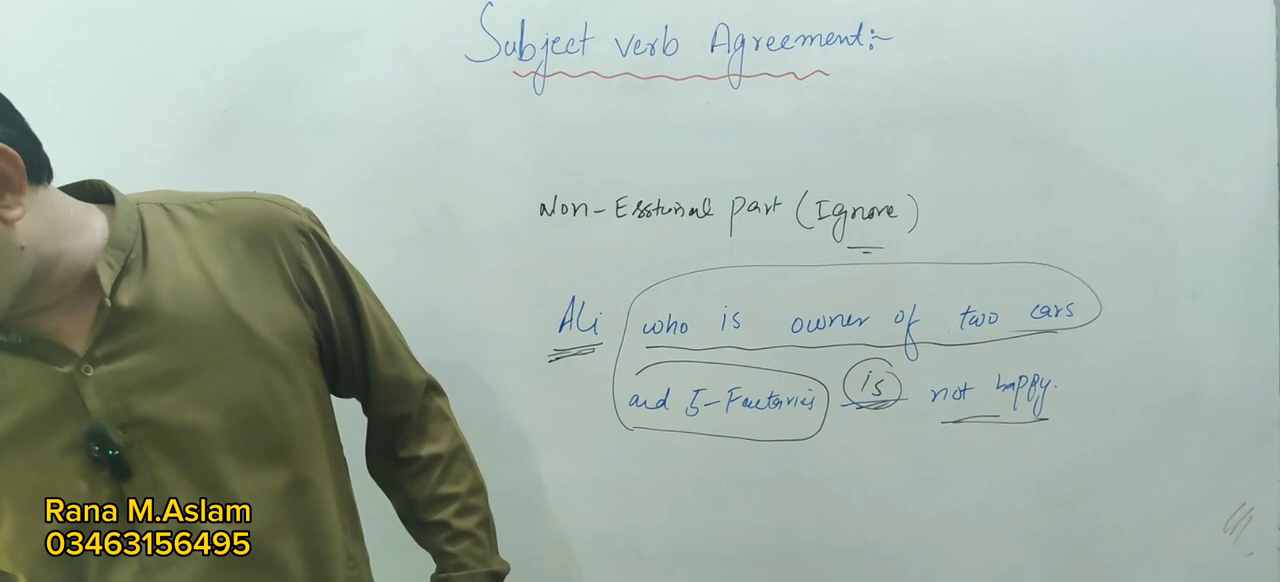 Subject verb Agreement:-
Non-Esstional part (Ignore)
Ali who is owner of two cars
and 5-Factories is not happy.
Rana M.Aslam
03463156495